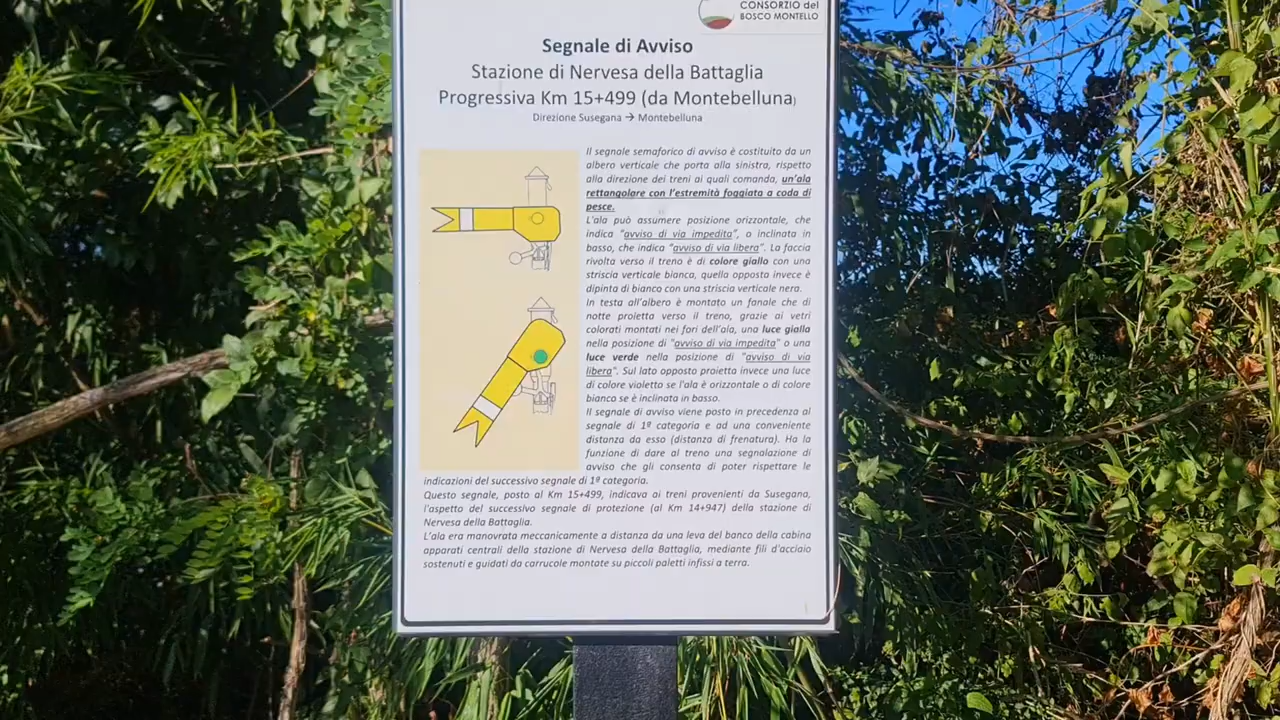 CONSORZIO del
BOSCO MONTELLO
Segnale di Avviso
Stazione di Nervesa della Battaglia
Progressiva Km 15+499 (da Montebelluna)
Direzione Susegana → Montebelluna
Il segnale semaforico di avviso è costituito da un
albero verticale che porta alla sinistra, rispetto
alla direzione dei treni ai quali comanda, un'ala
rettangolare con l'estremità foggiata a coda di
pesce.
L'ala può assumere posizione orizzontale, che
indica "avviso di via impedita", o inclinata in
basso, che indica "avviso di via libera". La faccia
rivolta verso il treno è di colore giallo con una
striscia verticale bianca, quella opposta invece è
dipinta di bianco con una striscia verticale nera.
In testa all'albero è montato un fanale che di
notte proietta verso il treno, grazie ai vetri
colorati montati nei fori dell'ala, una luce gialla
nella posizione di "avviso di via impedita" o una
luce verde nella posizione di "avviso di via
libera". Sul lato opposto proietta invece una luce
di colore violetto se l'ala è orizzontale o di colore
bianco se è inclinata in basso.
Il segnale di avviso viene posto in precedenza al
segnale di 1ª categoria e ad una conveniente
distanza da esso (distanza di frenatura). Ha la
funzione di dare al treno una segnalazione di
avviso che gli consenta di poter rispettare le
indicazioni del successivo segnale di 1ª categoria.
Questo segnale, posto al Km 15+499, indicava ai treni provenienti da Susegana,
l'aspetto del successivo segnale di protezione (al Km 14+947) della stazione di
Nervesa della Battaglia.
L'ala era manovrata meccanicamente a distanza da una leva del banco della cabina
apparati centrali della stazione di Nervesa della Battaglia, mediante fili d'acciaio
sostenuti e guidati da carrucole montate su piccoli paletti infissi a terra.